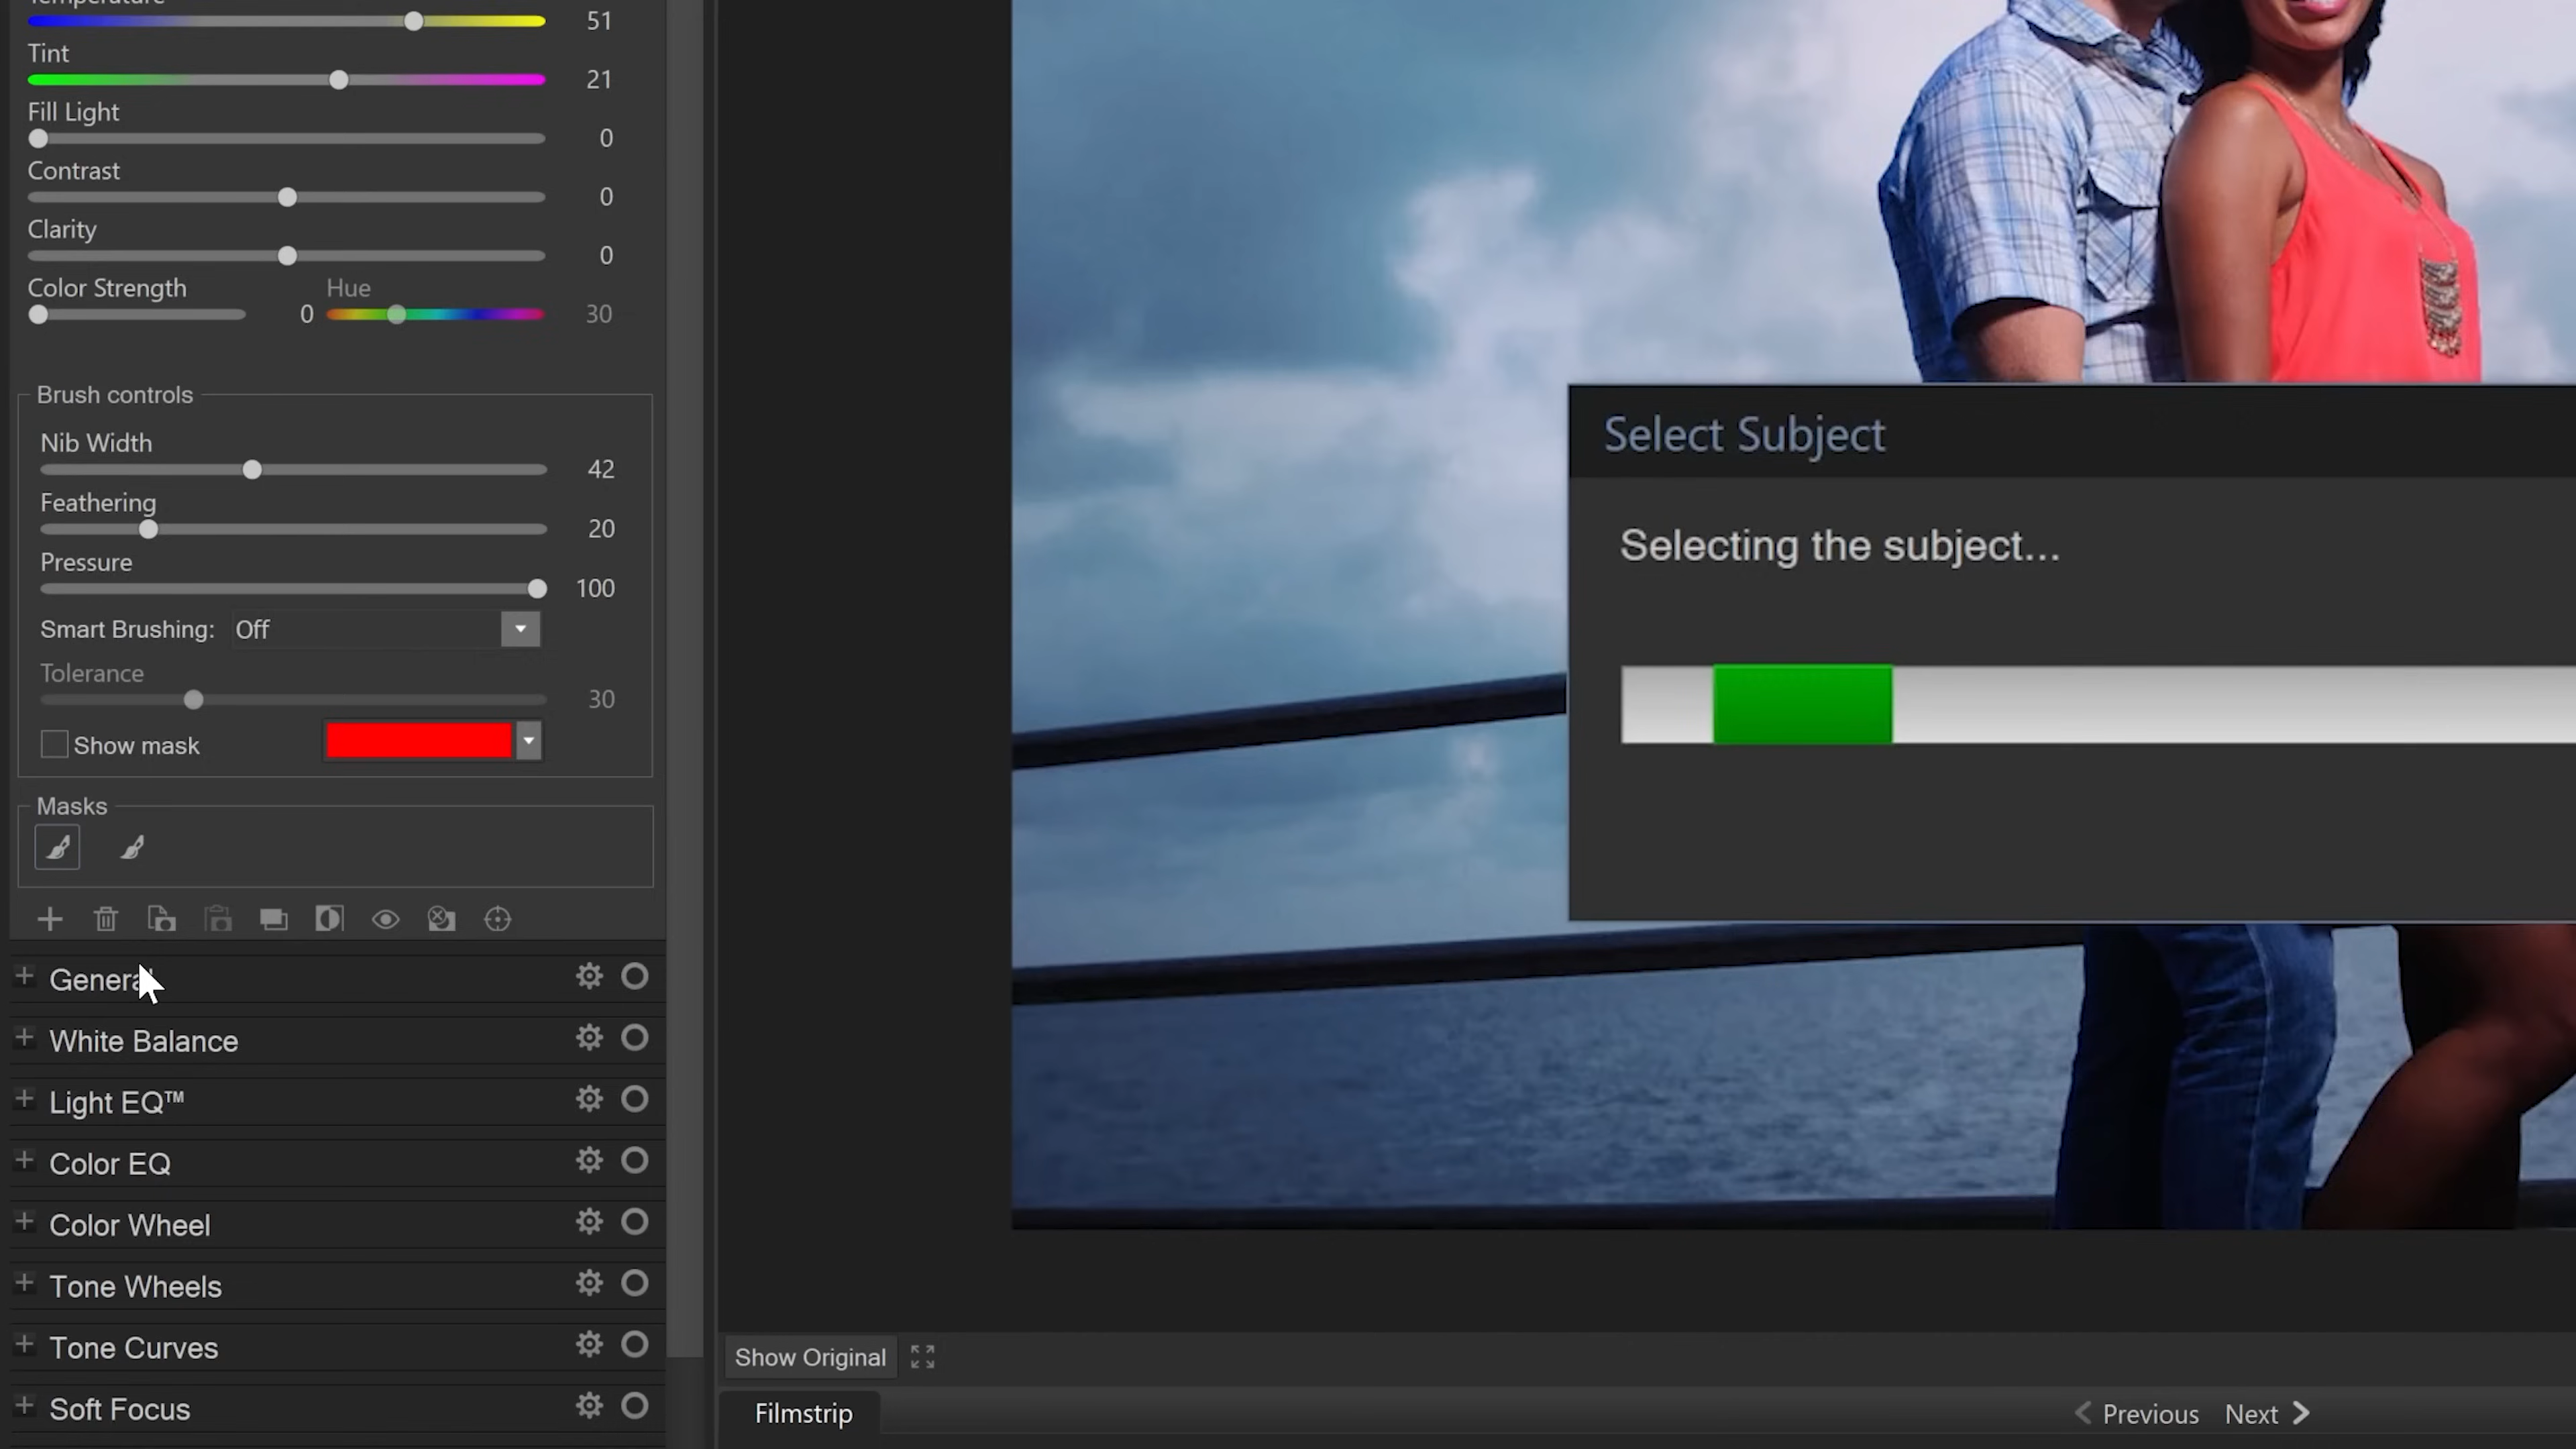 Temperature
51
Tint
21
Fill Light
0
Contrast
0
Clarity
0
Color Strength
0
Hue
30
Brush controls
Nib Width
42
Feathering
20
Pressure
100
Smart Brushing: Off
Tolerance
30
Show mask
Masks
General
White Balance
Light EQ™
Color EQ
Color Wheel
Tone Wheels
Tone Curves
Soft Focus
Select Subject
Selecting the subject...
Show Original
Filmstrip
Previous Next